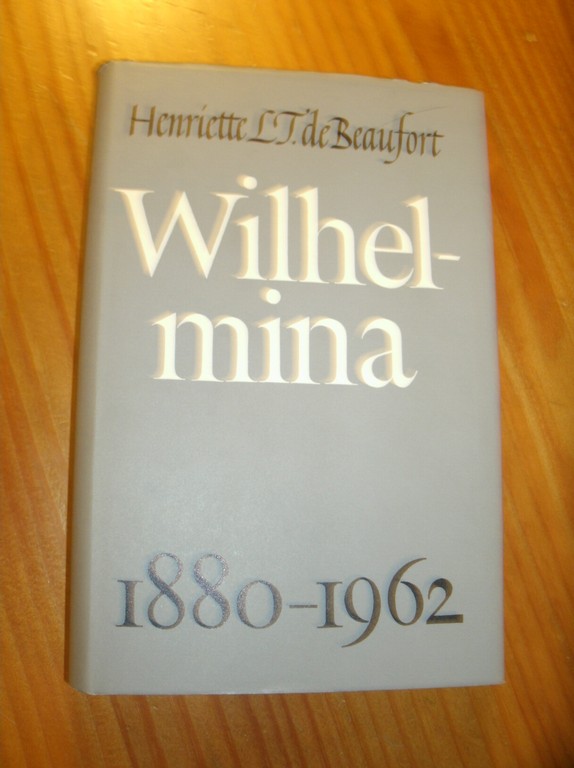 Henriette L.T. de Beaufort
Wilhel-
mina
1880-1962